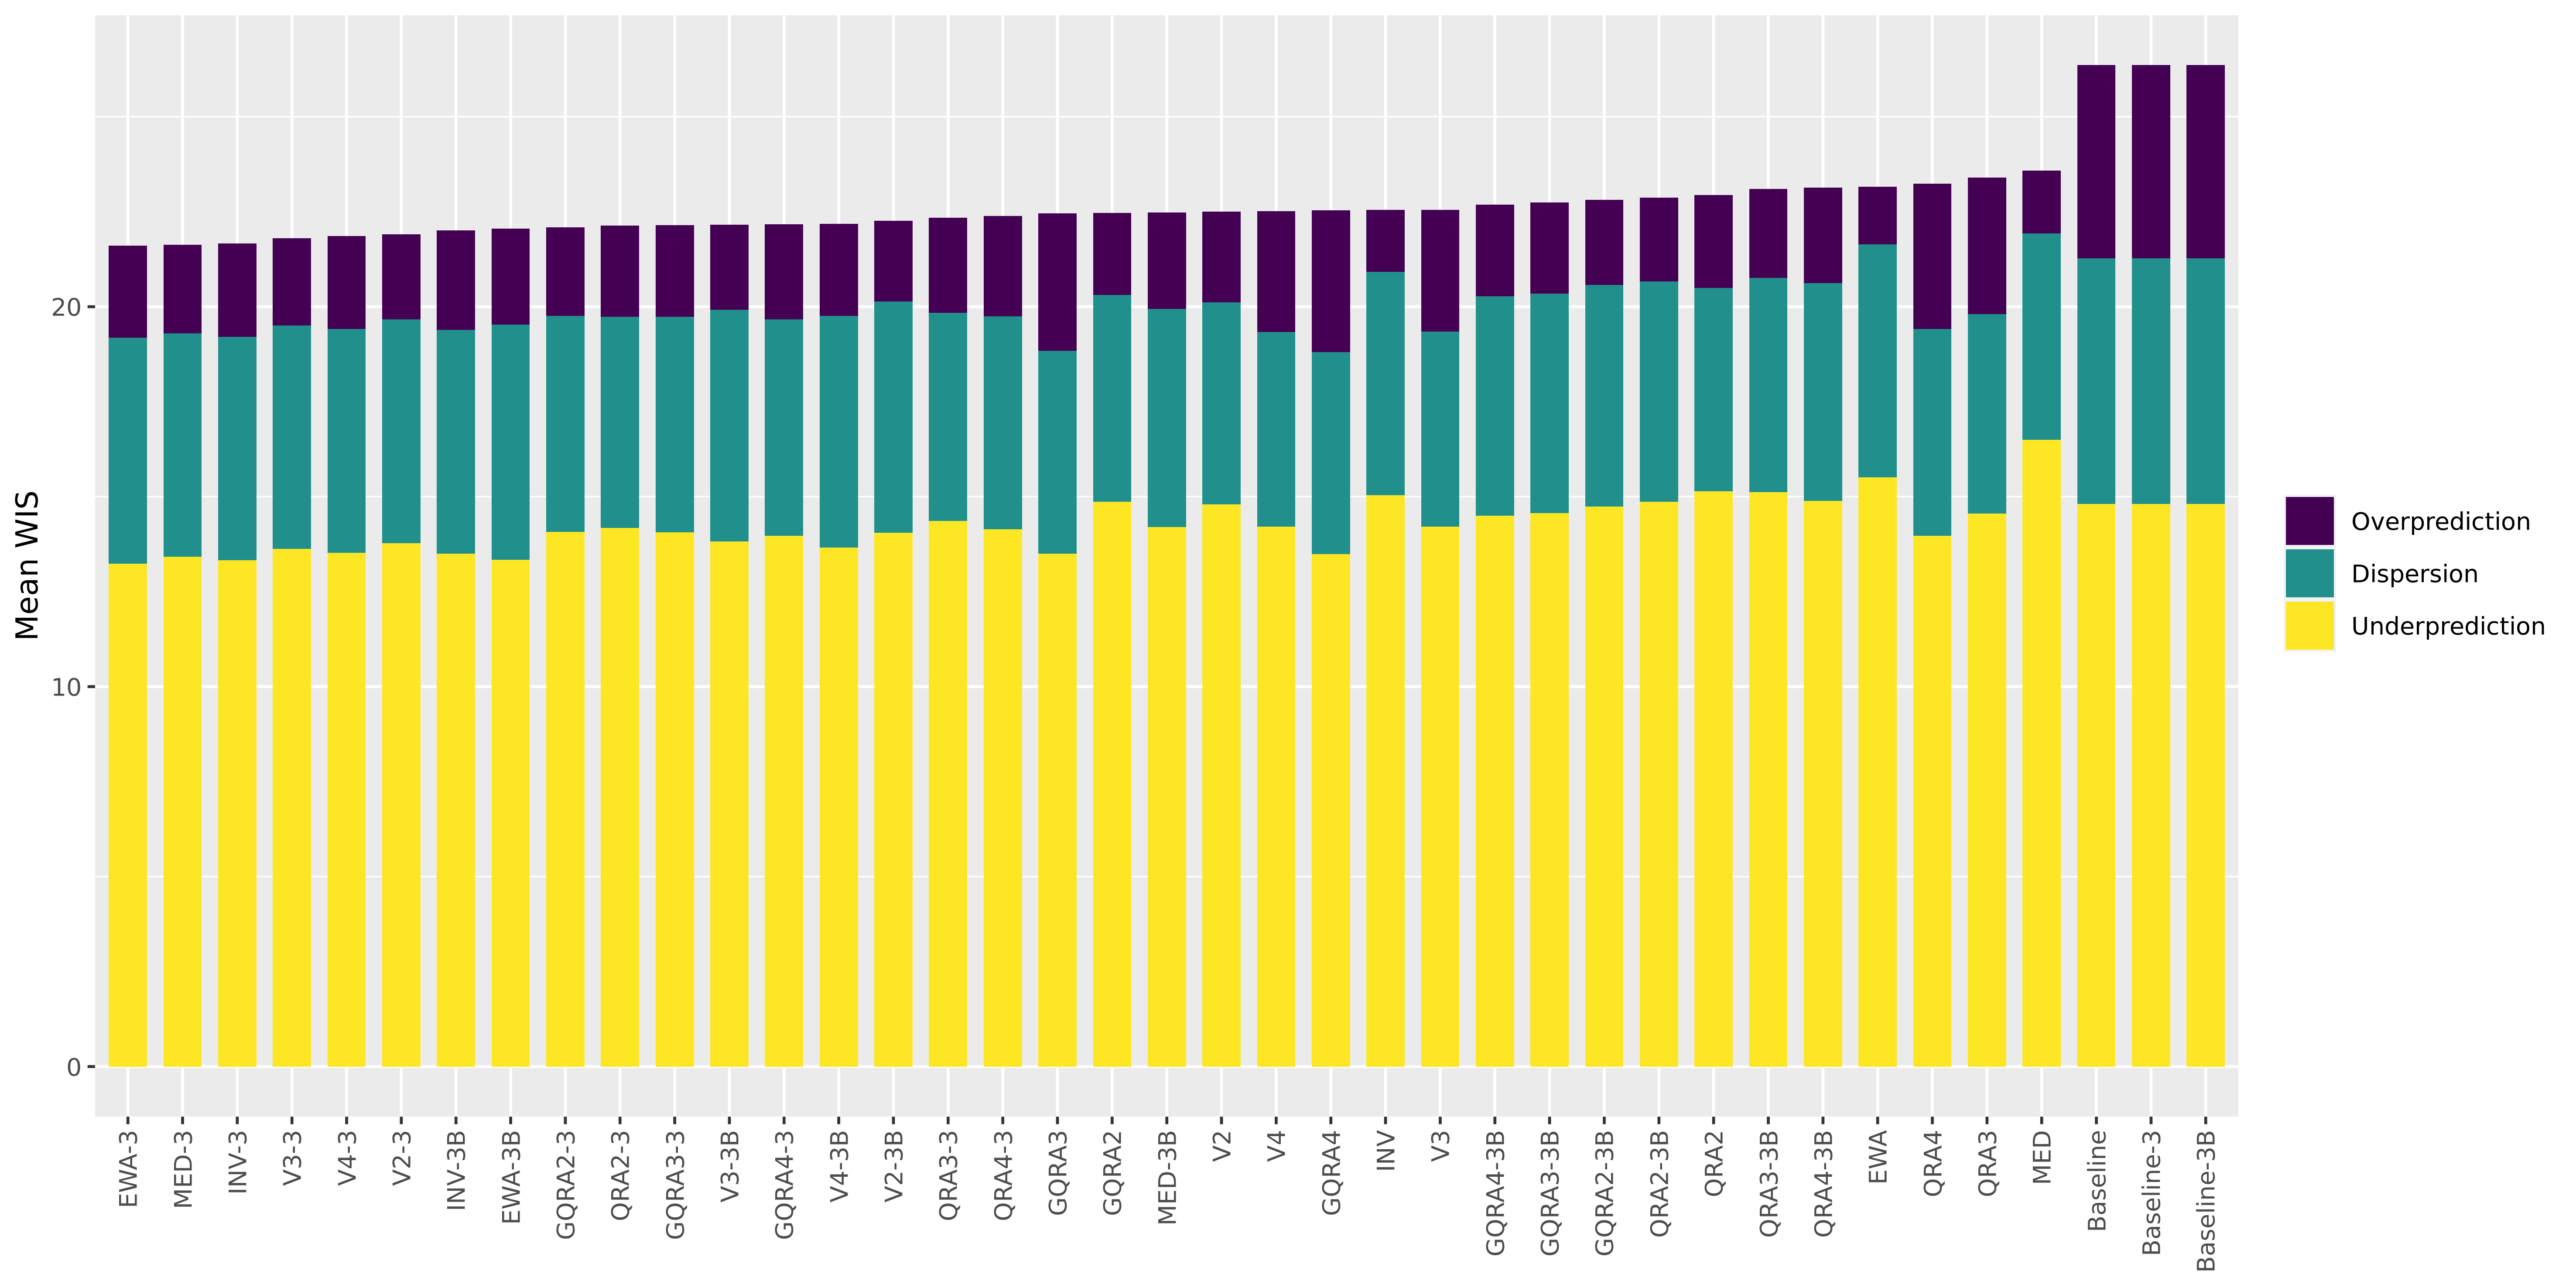 Mean WIS
20
10
0
EWA-3
MED-3
INV-3
V3-3
V4-3
V2-3
INV-3B
EWA-3B
GQRA2-3
QRA2-3
GQRA3-3
V3-3B
GQRA4-3
V4-3B
V2-3B
QRA3-3
QRA4-3
GQRA3
GQRA2
MED-3B
V2
V4
GQRA4
INV
V3
GQRA4-3B
GQRA3-3B
GQRA2-3B
QRA2-3B
QRA2
QRA3-3B
QRA4-3B
EWA
QRA4
QRA3
MED
Baseline
Baseline-3
Baseline-3B
Overprediction
Dispersion
Underprediction